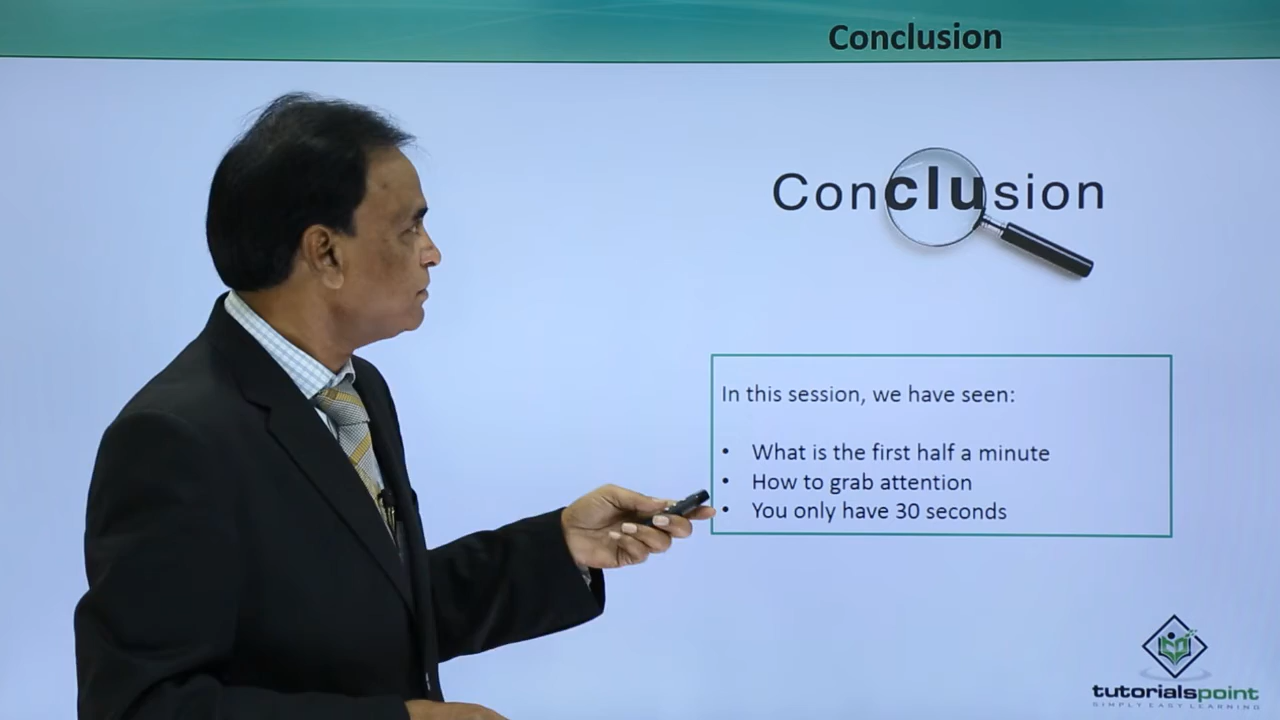 Conclusion
Conclusion
In this session, we have seen:
• What is the first half a minute
• How to grab attention
• You only have 30 seconds
tutorialspoint
SIMPLY EASY LEARNING